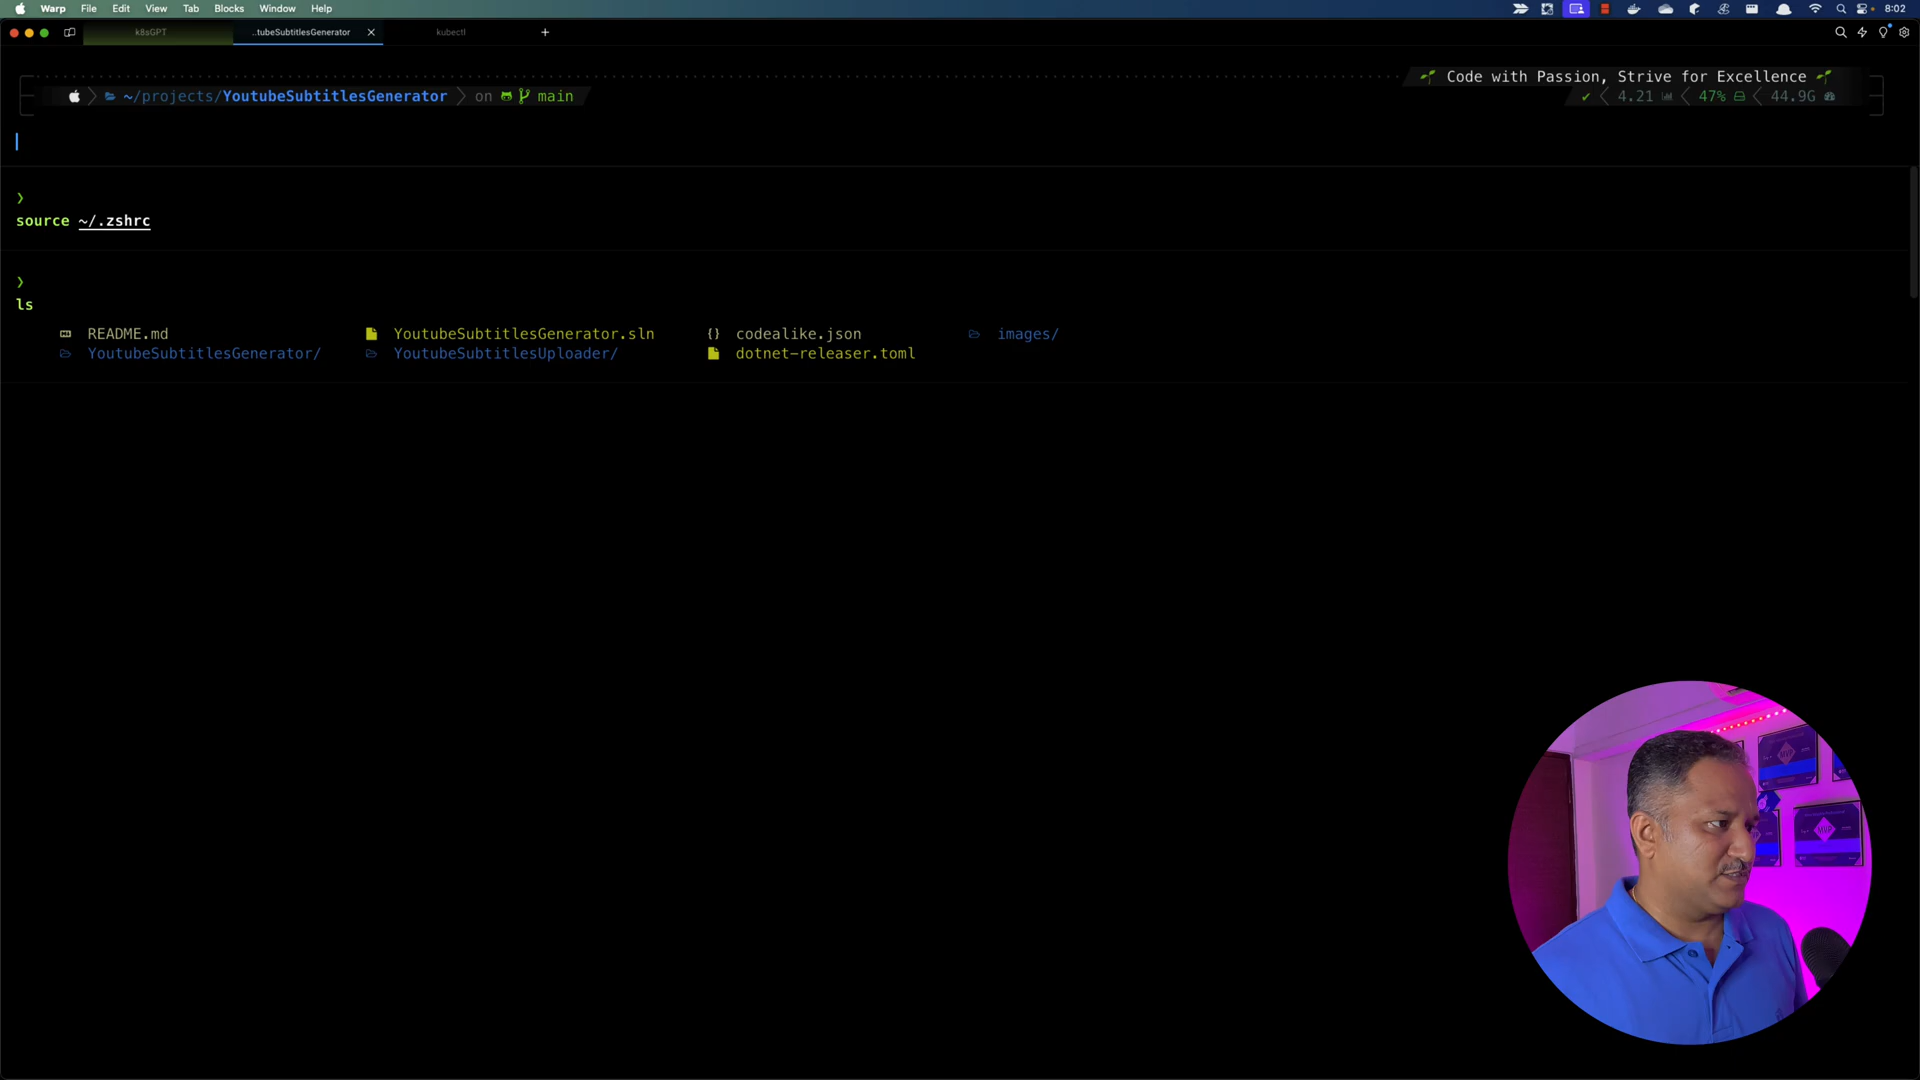 Warp File Edit View Tab Blocks Window Help 8:02
k8sGPT ..tubeSubtitlesGenerator kubectl
Code with Passion, Strive for Excellence
~/projects/YoutubeSubtitlesGenerator on main 4.21 47% 44.9G
source ~/.zshrc
ls
README.md YoutubeSubtitlesGenerator.sln codealike.json images/
YoutubeSubtitlesGenerator/ YoutubeSubtitlesUploader/ dotnet-releaser.toml